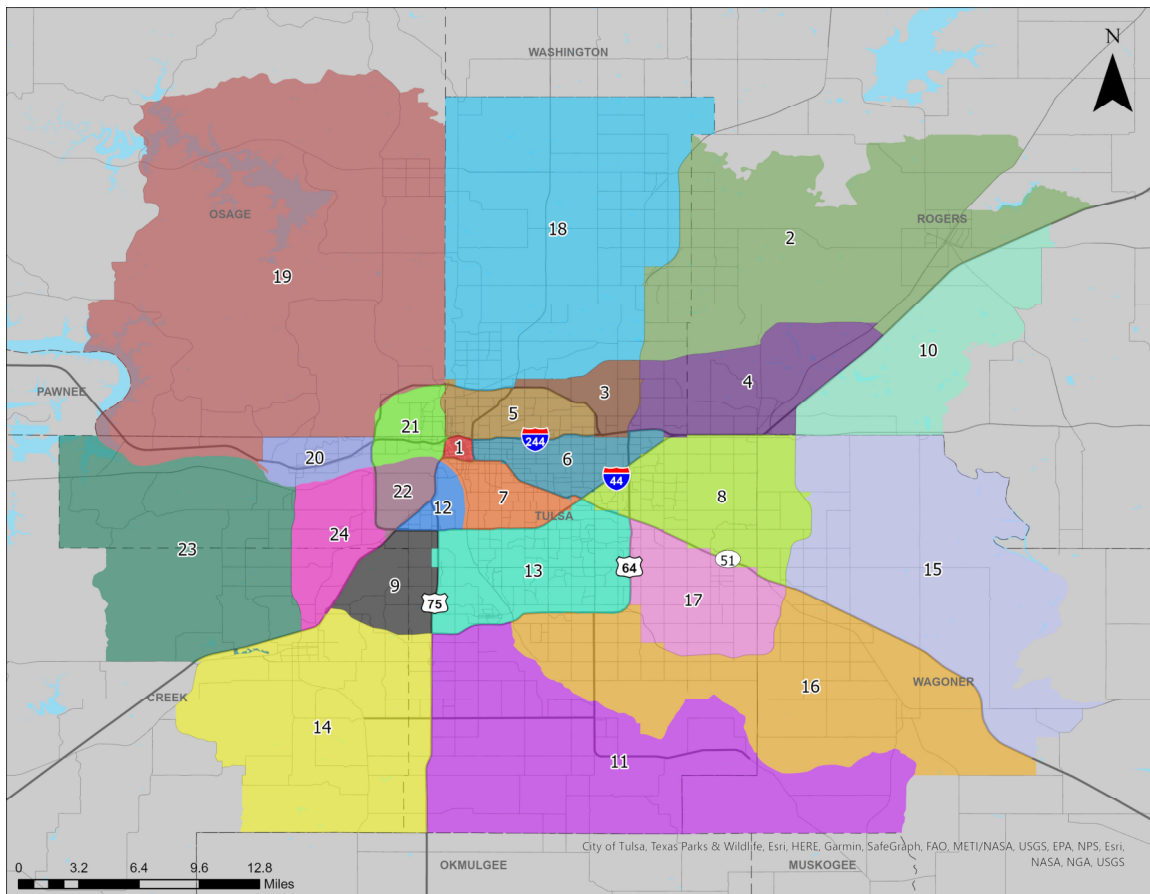 WASHINGTON
N
OSAGE
ROGERS
18
2
19
10
PAWNEE
3
4
21
5
1
244
20
6
44
22
7
8
12
TULSA
24
23
51
13
64
15
9
17
75
16
WAGONER
CREEK
14
11
City of Tulsa, Texas Parks & Wildlife, Esri, HERE, Garmin, SafeGraph, FAO, METI/NASA, USGS, EPA, NPS, Esri,
NASA, NGA, USGS
OKMULGEE
MUSKOGEE
0 3.2 6.4 9.6 12.8
Miles